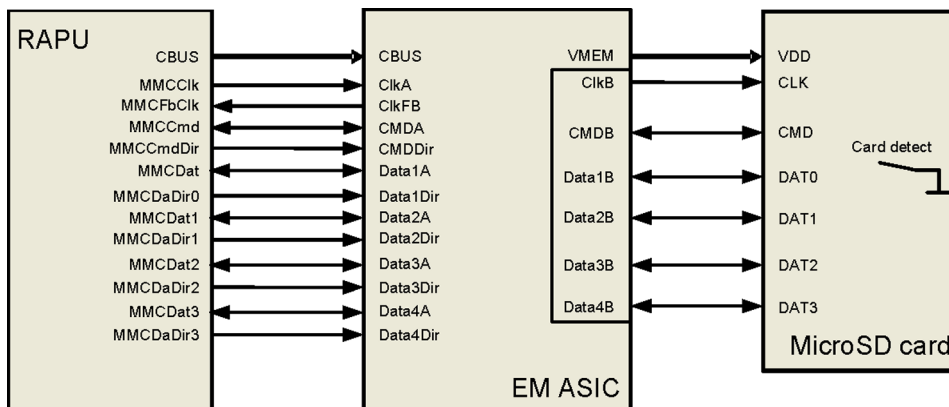 RAPU
CBUS
MMCClk
MMCFbClk
MMCCmd
MMCCmdDir
MMCDat
MMCDaDir0
MMCDat1
MMCDaDir1
MMCDat2
MMCDaDir2
MMCDat3
MMCDaDir3
CBUS
ClkA
ClkFB
CMDA
CMDDir
Data1A
Data1Dir
Data2A
Data2Dir
Data3A
Data3Dir
Data4A
Data4Dir
VMEM
ClkB
CMDB
Data1B
Data2B
Data3B
Data4B
EM ASIC
VDD
CLK
CMD
Card detect
DAT0
DAT1
DAT2
DAT3
MicroSD card